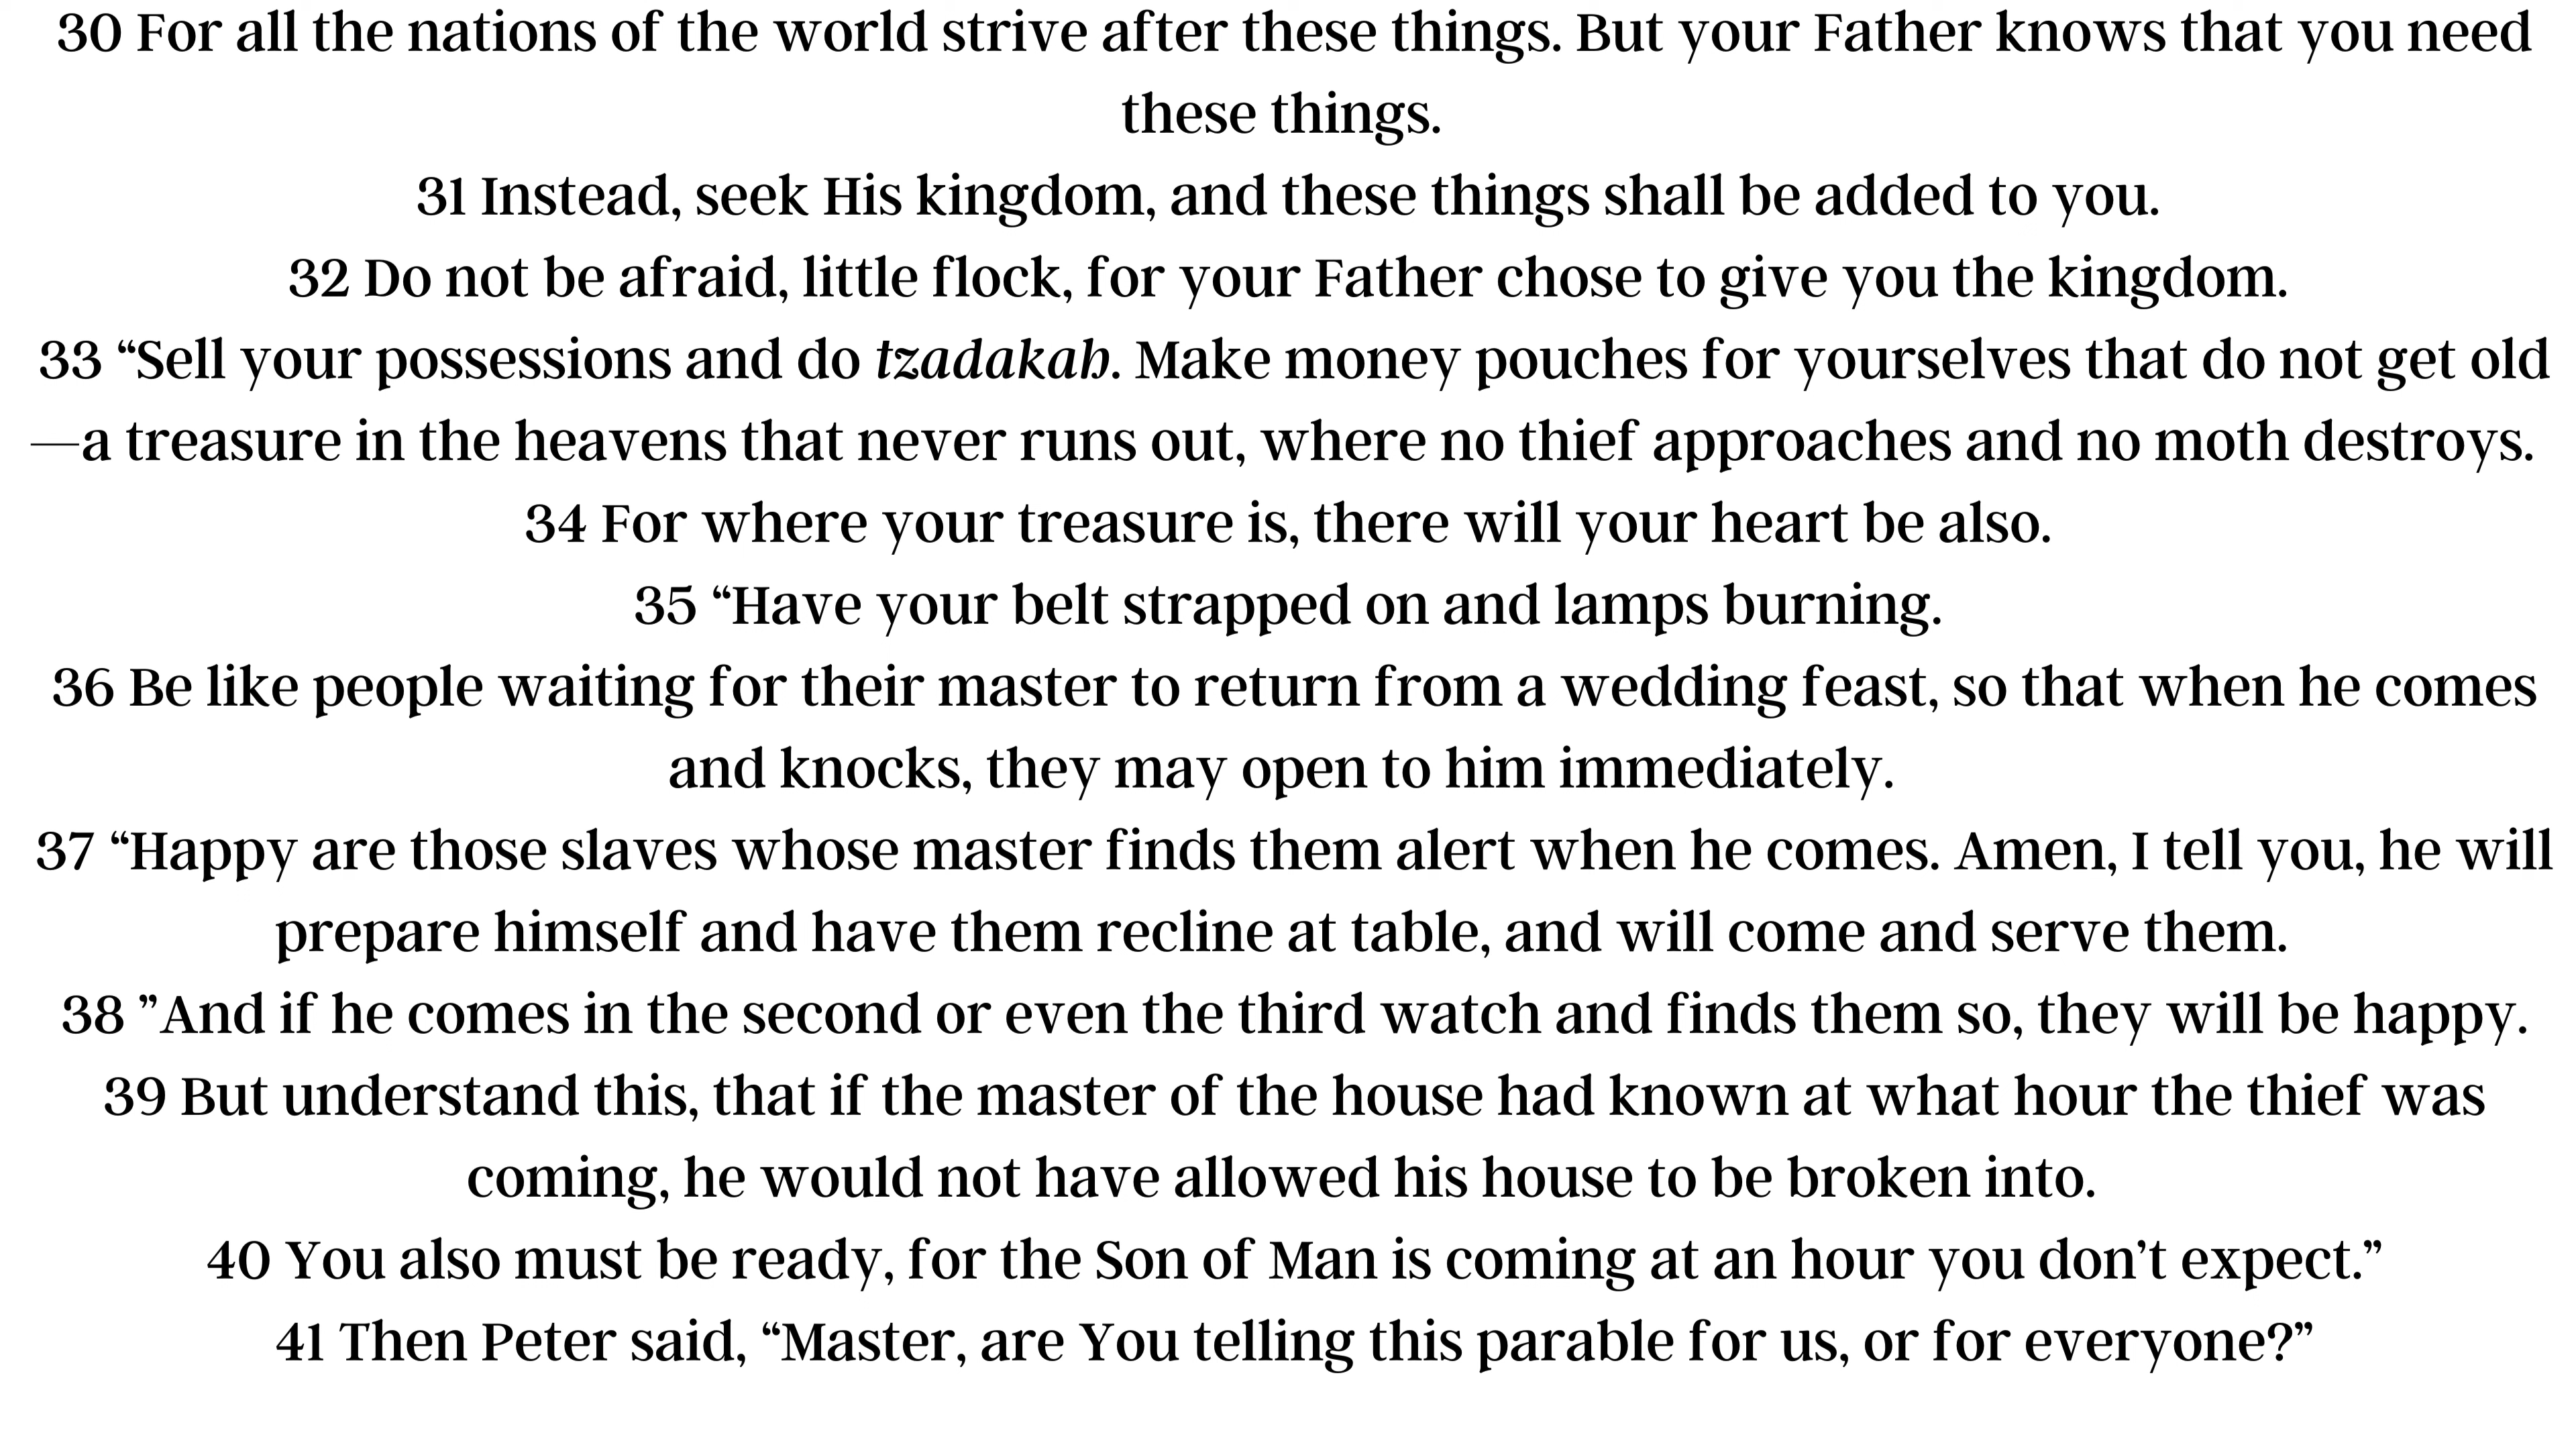 30 For all the nations of the world strive after these things. But your Father knows that you need
these things.
31 Instead, seek His kingdom, and these things shall be added to you.
32 Do not be afraid, little flock, for your Father chose to give you the kingdom.
33 “Sell your possessions and do tzadakah. Make money pouches for yourselves that do not get old
—a treasure in the heavens that never runs out, where no thief approaches and no moth destroys.
34 For where your treasure is, there will your heart be also.
35 “Have your belt strapped on and lamps burning.
36 Be like people waiting for their master to return from a wedding feast, so that when he comes
and knocks, they may open to him immediately.
37 “Happy are those slaves whose master finds them alert when he comes. Amen, I tell you, he will
prepare himself and have them recline at table, and will come and serve them.
38 ”And if he comes in the second or even the third watch and finds them so, they will be happy.
39 But understand this, that if the master of the house had known at what hour the thief was
coming, he would not have allowed his house to be broken into.
40 You also must be ready, for the Son of Man is coming at an hour you don’t expect.”
41 Then Peter said, “Master, are You telling this parable for us, or for everyone?”